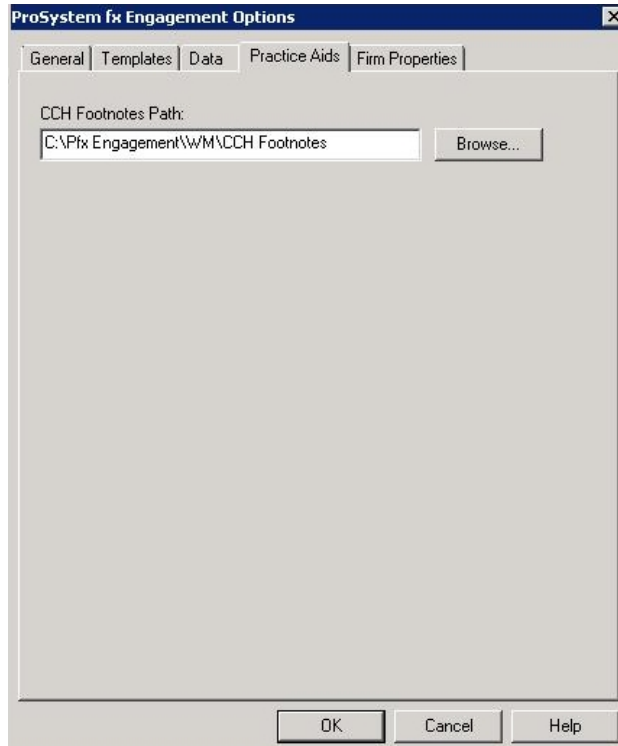 ProSystem fx Engagement Options
General Templates Data Practice Aids Firm Properties
CCH Footnotes Path:
C:\Pfx Engagement\WM\CCH Footnotes Browse...
OK Cancel Help